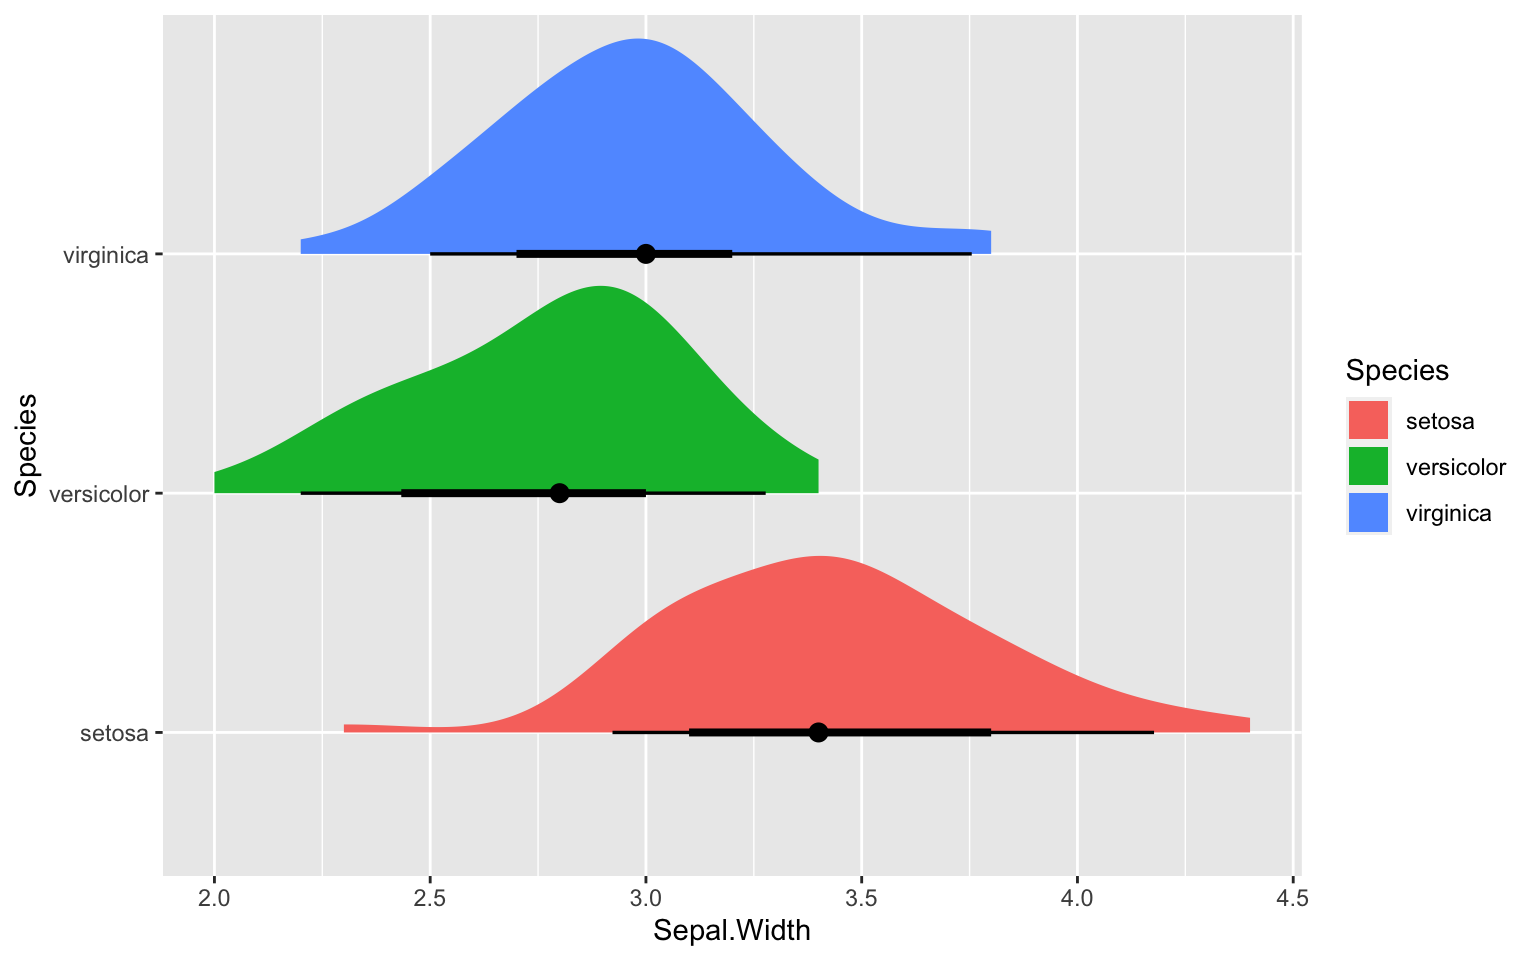 Species
virginica
versicolor
setosa
2.0 2.5 3.0 3.5 4.0 4.5
Sepal.Width
Species
setosa
versicolor
virginica